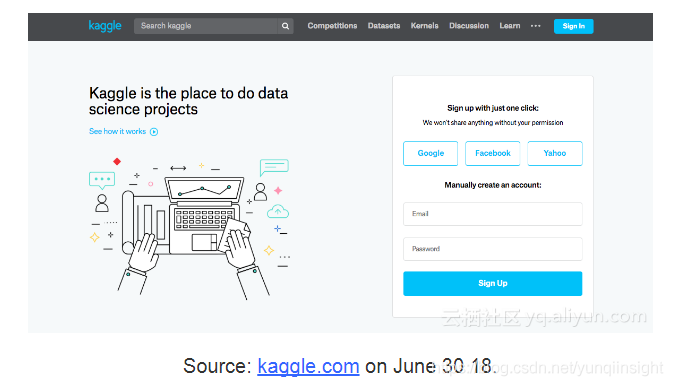 kaggle
Search kaggle
Competitions Datasets Kernels Discussion Learn ••• Sign In
Kaggle is the place to do data
science projects
See how it works
Sign up with just one click:
We won't share anything without your permission
Google Facebook Yahoo
Manually create an account:
Email
Password
Sign Up
云栖社区 yq.aliyun.com
Source: kaggle.com on June 30 18.
https://blog.csdn.net/yunqiinsight